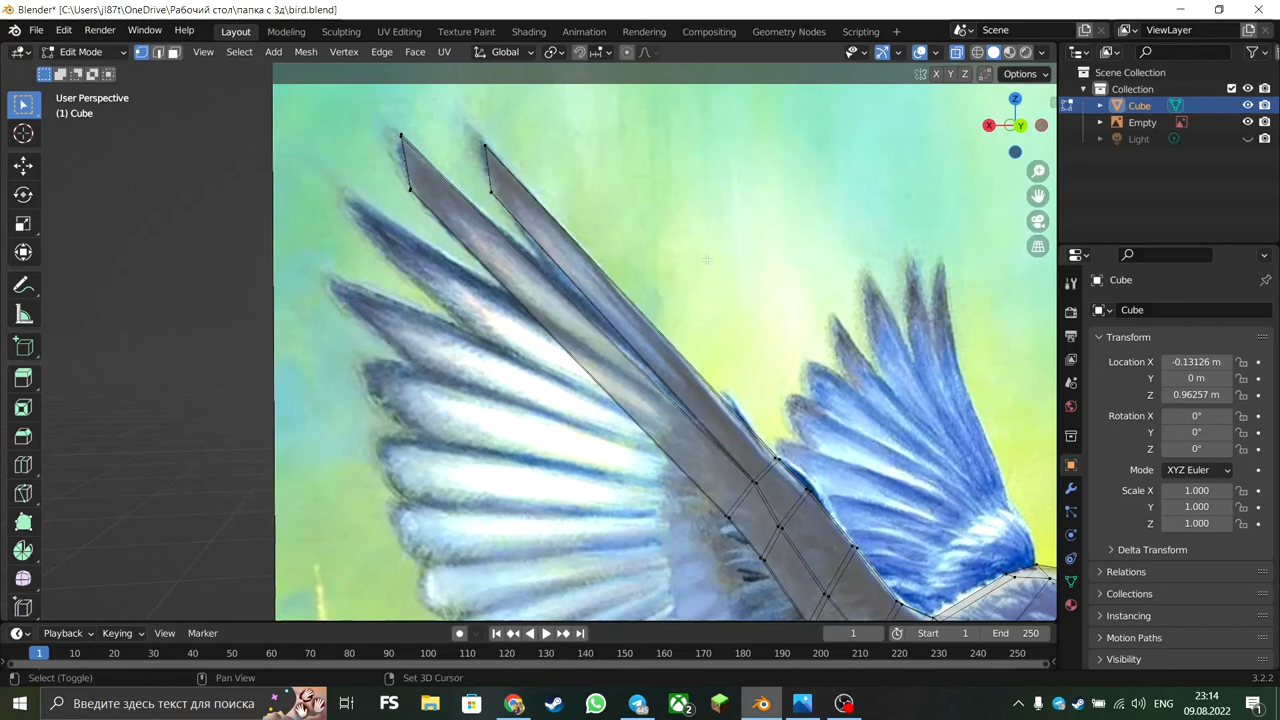 Blender* [C:\Users\jl87t\OneDrive\Рабочий стол\папка с 3д\bird.blend]
File Edit Render Window Help Layout Modeling Sculpting UV Editing Texture Paint Shading Animation Rendering Compositing Geometry Nodes Scripting Scene ViewLayer
Edit Mode View Select Add Mesh Vertex Edge Face UV Global
X Y Z Options
User Perspective
(1) Cube
Z
X Y
Scene Collection
Collection
Cube
Empty
Light
Cube
Cube
Transform
Location X -0.13126 m
Y 0 m
Z 0.96257 m
Rotation X 0°
Y 0°
Z 0°
Mode XYZ Euler
Scale X 1.000
Y 1.000
Z 1.000
Delta Transform
Relations
Collections
Instancing
Motion Paths
Visibility
Playback Keying View Marker 1 Start 1 End 250
1 10 20 30 40 50 60 70 80 90 100 110 120 130 140 150 160 170 180 190 200 210 220 230 240 250
Select (Toggle) Pan View Set 3D Cursor 3.2.2
Введите здесь текст для поиска FS 2 ENG 23:14
09.08.2022